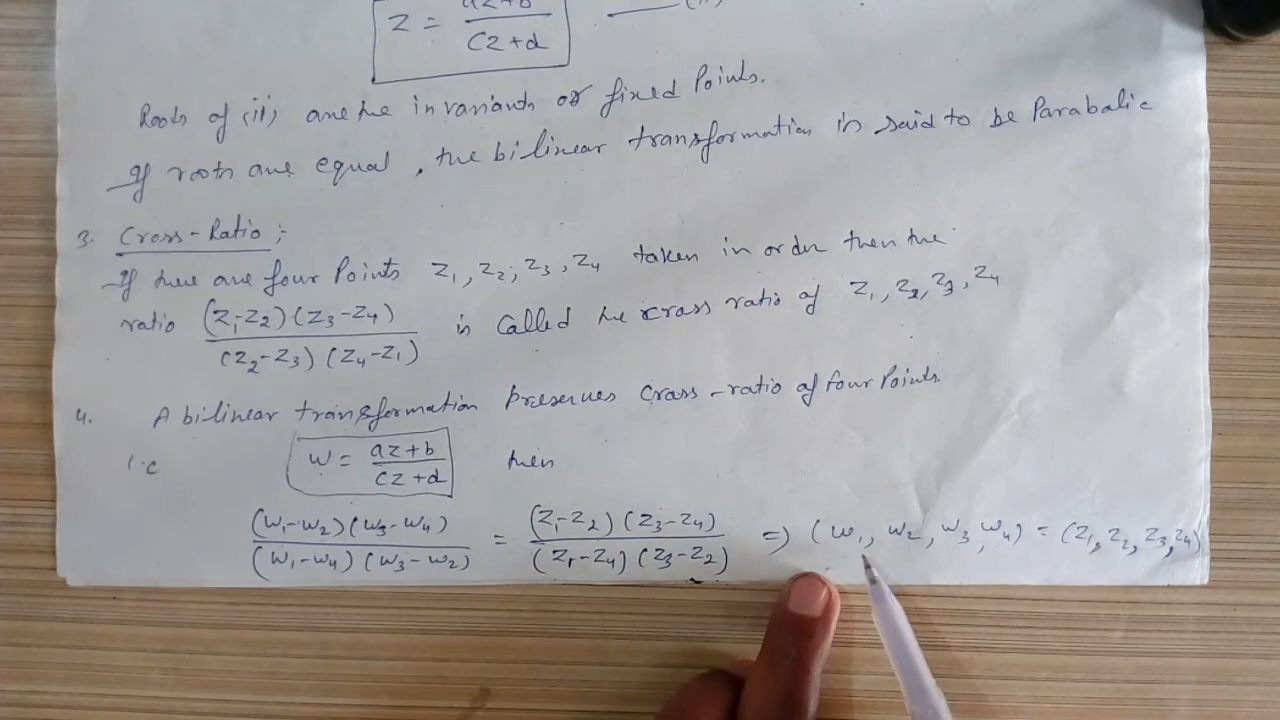 Z = az+b / cz+d (ii)
Roots of (ii) are the invariants or fixed Points.
If roots are equal, the bilinear transformation is said to be Parabalic
3. Cross-Ratio;
If there are four Points Z1, Z2, Z3, Z4 taken in order then the
ratio (Z1-Z2)(Z3-Z4) / (Z2-Z3)(Z4-Z1) is called the cross ratio of Z1, Z2, Z3, Z4
4. A bilinear transformation Preserves Cross-ratio of four Points.
i.e W = az+b / cz+d then
(W1-W2)(W3-W4) / (W1-W4)(W3-W2) = (Z1-Z2)(Z3-Z4) / (Z1-Z4)(Z3-Z2) => (W1, W2, W3, W4) = (Z1, Z2, Z3, Z4)